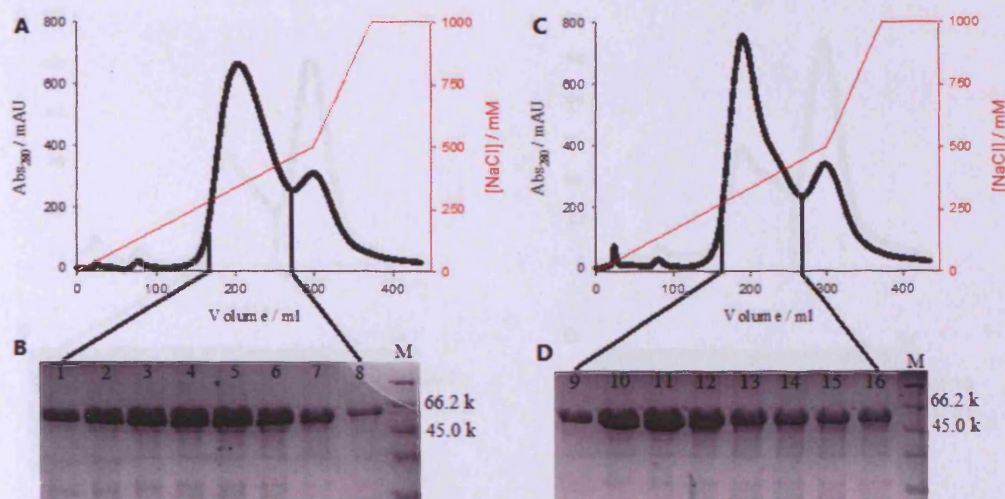 A
800
600
400
200
0
Abs280 / mAU
1000
750
500
250
0
[NaCl] / mM
0 100 200 300 400
Volume / ml
C
800
600
400
200
0
Abs280 / mAU
1000
750
500
250
0
[NaCl] / mM
0 100 200 300 400
Volume / ml
B
1 2 3 4 5 6 7 8 M
66.2 k
45.0 k
D
9 10 11 12 13 14 15 16 M
66.2 k
45.0 k